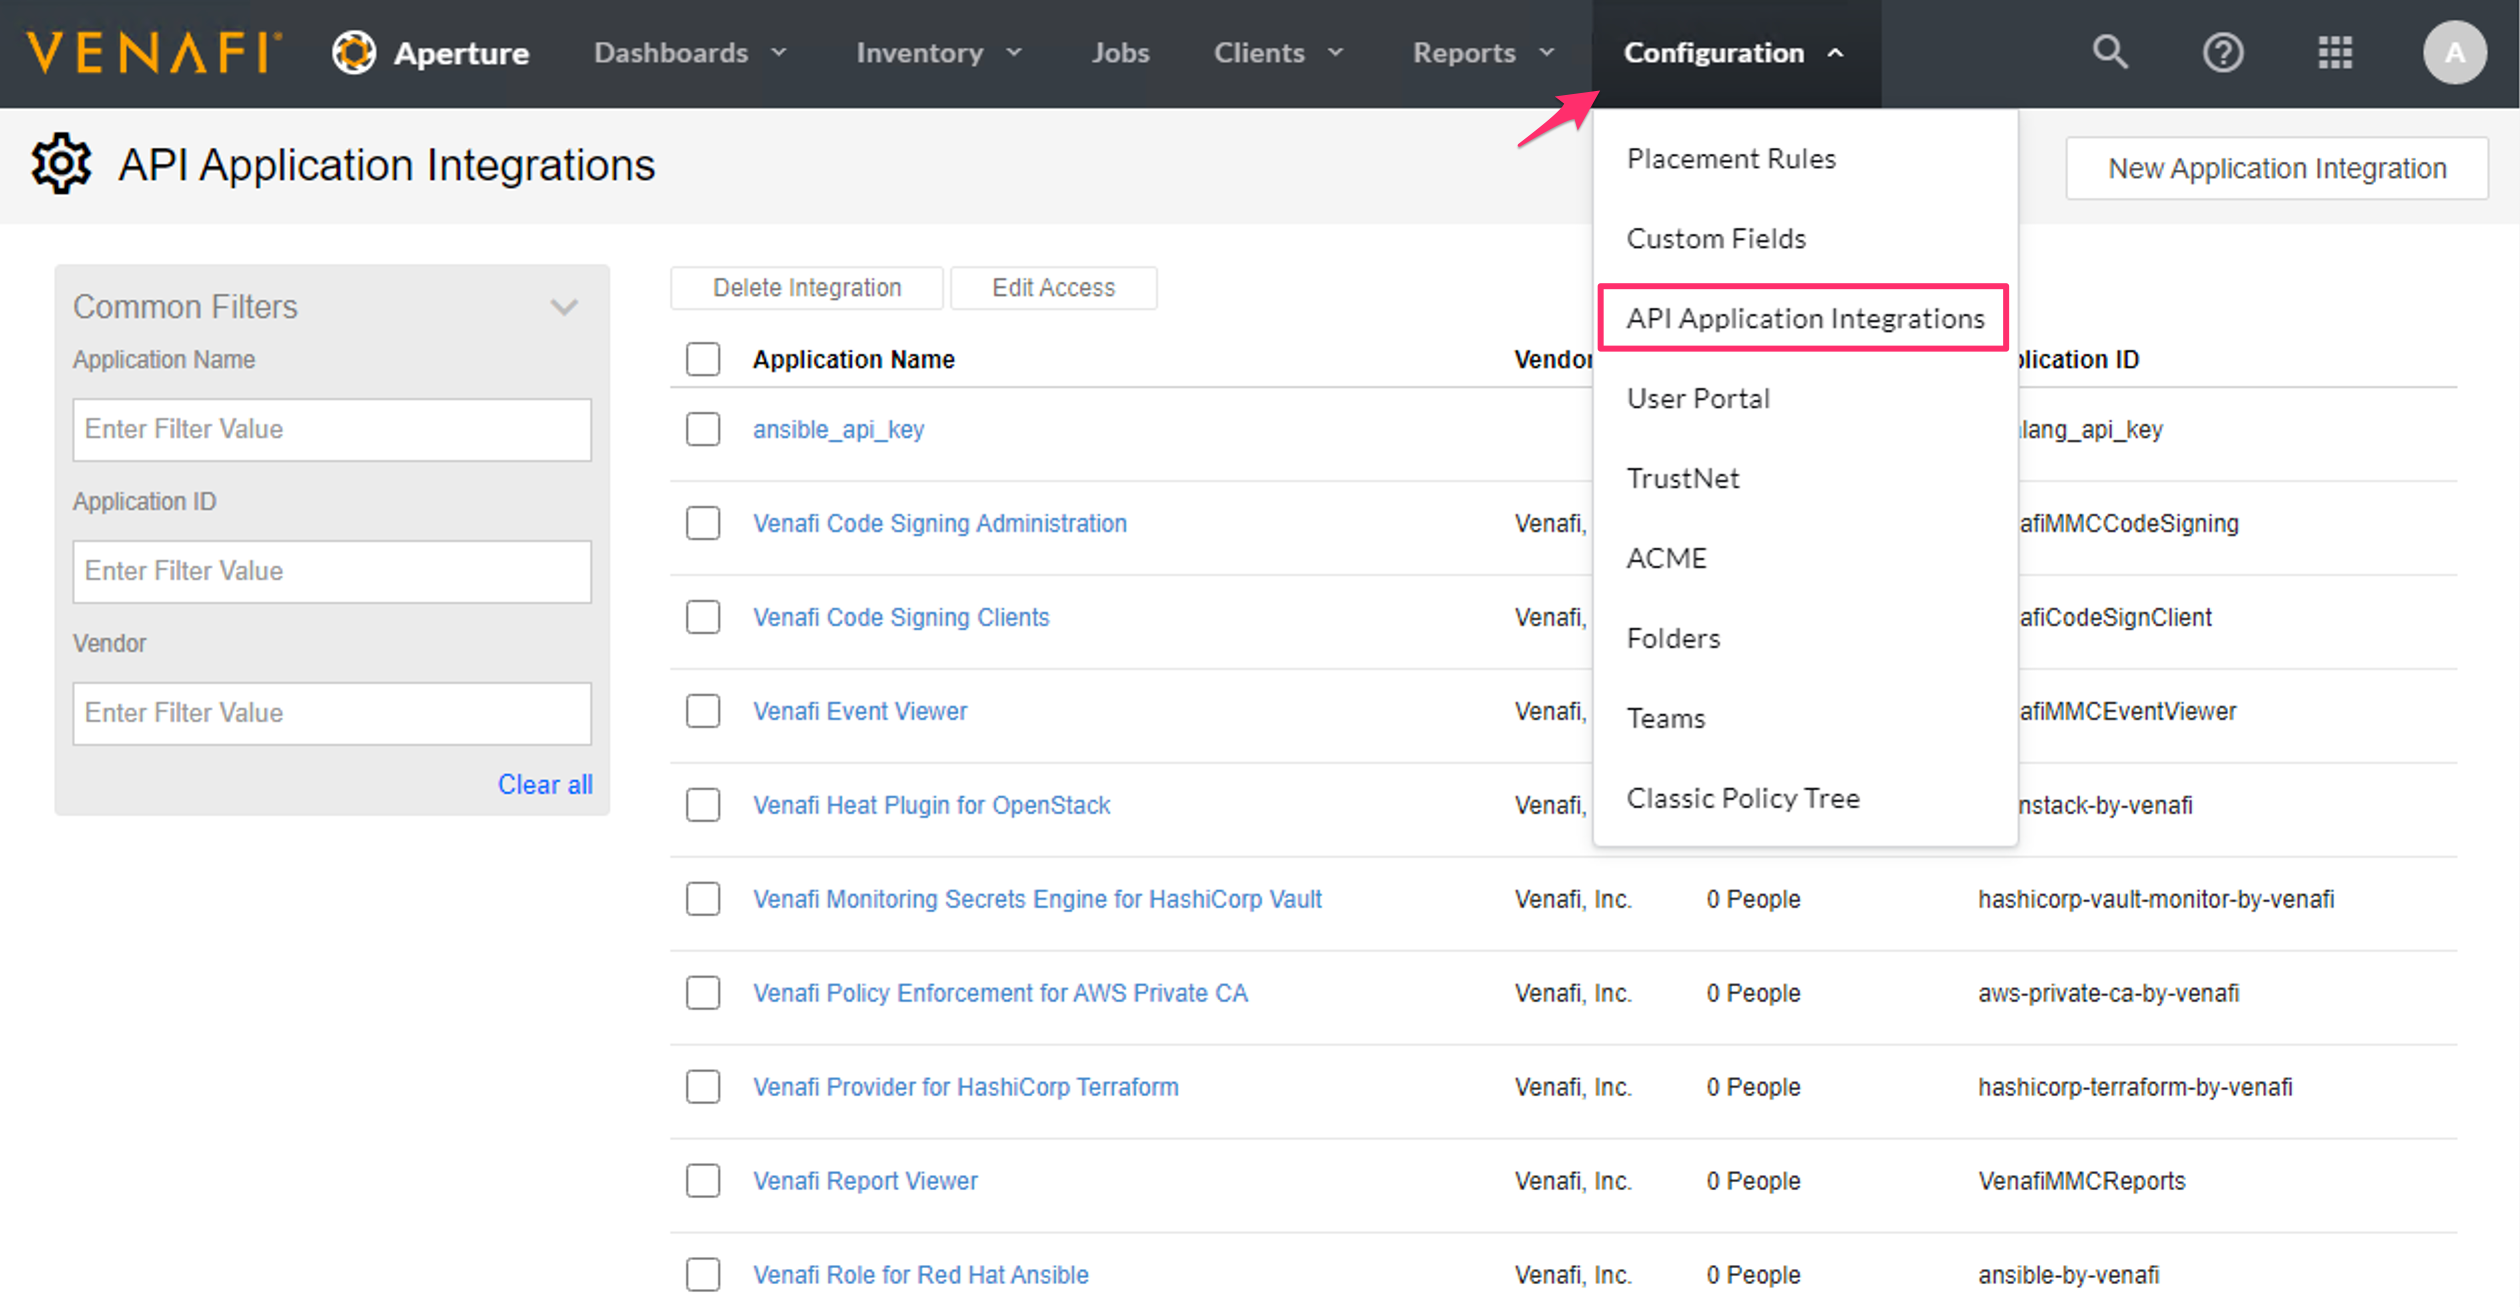 VENAFI® Aperture Dashboards Inventory Jobs Clients Reports Configuration A
API Application Integrations
New Application Integration
Placement Rules
Custom Fields
API Application Integrations
User Portal
TrustNet
ACME
Folders
Teams
Classic Policy Tree
Common Filters
Application Name
Enter Filter Value
Application ID
Enter Filter Value
Vendor
Enter Filter Value
Clear all
Delete Integration Edit Access
Application Name Vendor plication ID
ansible_api_key lang_api_key
Venafi Code Signing Administration Venafi, afiMMCCodeSigning
Venafi Code Signing Clients Venafi, afiCodeSignClient
Venafi Event Viewer Venafi, afiMMCEventViewer
Venafi Heat Plugin for OpenStack Venafi, nstack-by-venafi
Venafi Monitoring Secrets Engine for HashiCorp Vault Venafi, Inc. 0 People hashicorp-vault-monitor-by-venafi
Venafi Policy Enforcement for AWS Private CA Venafi, Inc. 0 People aws-private-ca-by-venafi
Venafi Provider for HashiCorp Terraform Venafi, Inc. 0 People hashicorp-terraform-by-venafi
Venafi Report Viewer Venafi, Inc. 0 People VenafiMMCReports
Venafi Role for Red Hat Ansible Venafi, Inc. 0 People ansible-by-venafi